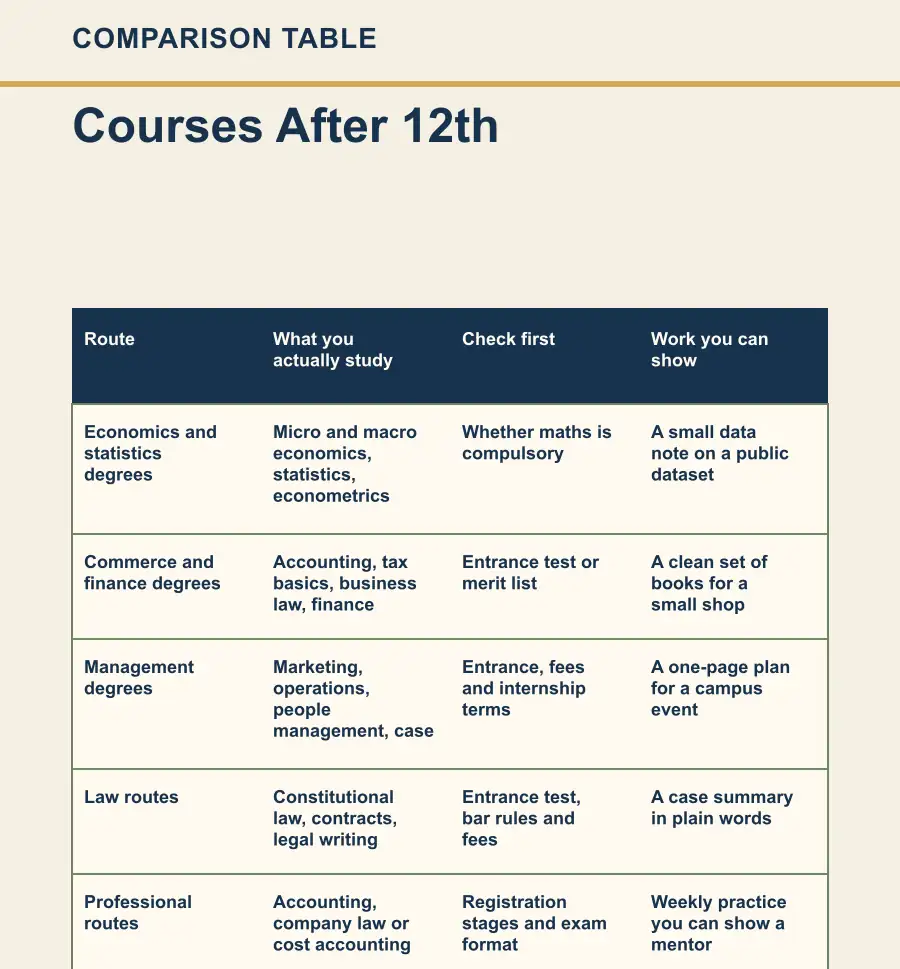 COMPARISON TABLE
Courses After 12th
Route
What you
actually study
Check first
Work you can
show
Economics and
statistics
degrees
Micro and macro
economics,
statistics,
econometrics
Whether maths is
compulsory
A small data
note on a public
dataset
Commerce and
finance degrees
Accounting, tax
basics, business
law, finance
Entrance test or
merit list
A clean set of
books for a
small shop
Management
degrees
Marketing,
operations,
people
management, case
Entrance, fees
and internship
terms
A one-page plan
for a campus
event
Law routes
Constitutional
law, contracts,
legal writing
Entrance test,
bar rules and
fees
A case summary
in plain words
Professional
routes
Accounting,
company law or
cost accounting
Registration
stages and exam
format
Weekly practice
you can show a
mentor